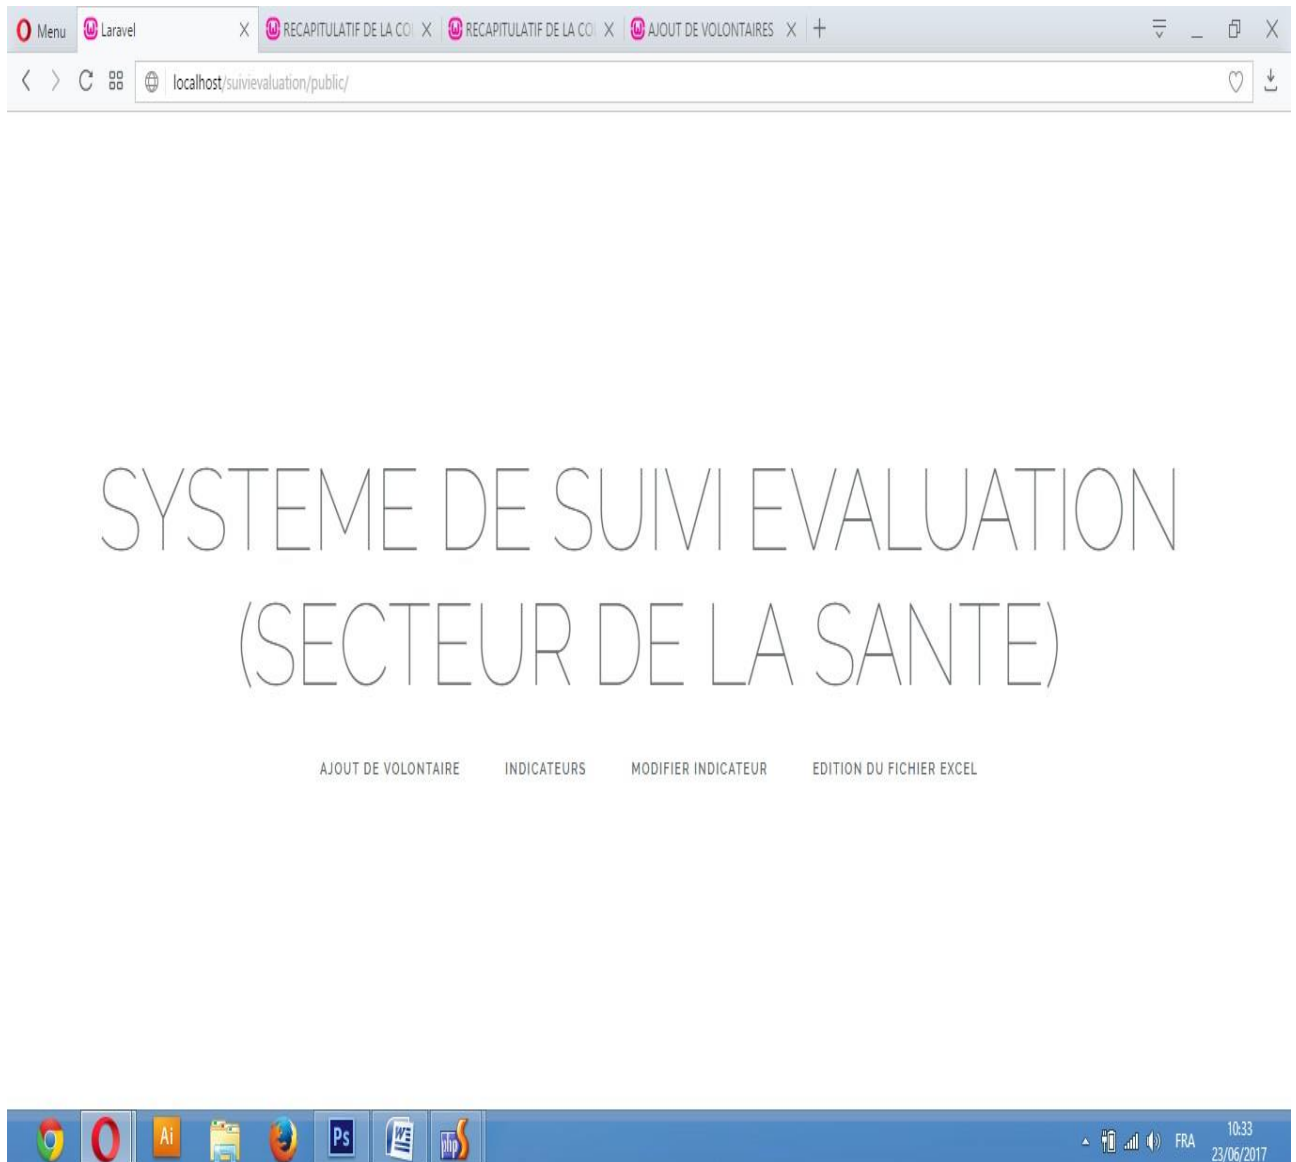 Menu Laravel RECAPITULATIF DE LA CO RECAPITULATIF DE LA CO AJOUT DE VOLONTAIRES
localhost/suivievaluation/public/
SYSTEME DE SUIVI EVALUATION
(SECTEUR DE LA SANTE)
AJOUT DE VOLONTAIRE INDICATEURS MODIFIER INDICATEUR EDITION DU FICHIER EXCEL
Ai Ps W php FRA 10:33
23/06/2017